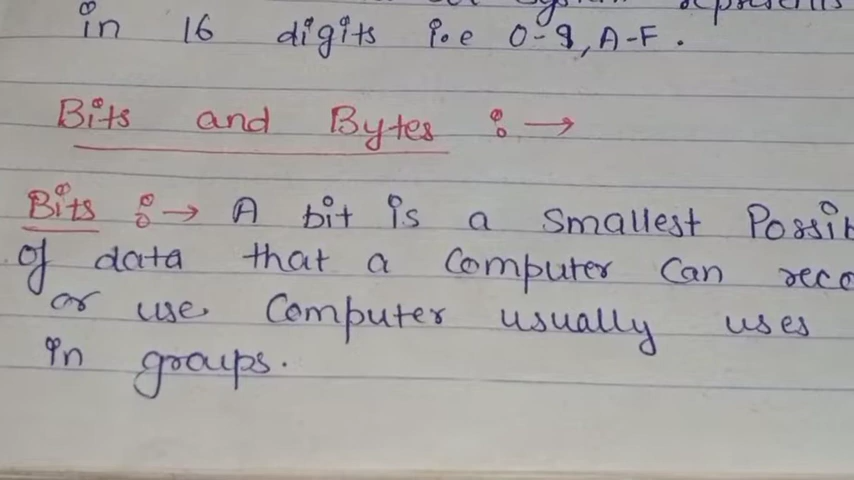 in 16 digits i.e 0-9, A-F.
Bits and Bytes :→
Bits :→ A bit is a smallest
of data that a computer can
or use. Computer usually uses
in groups.